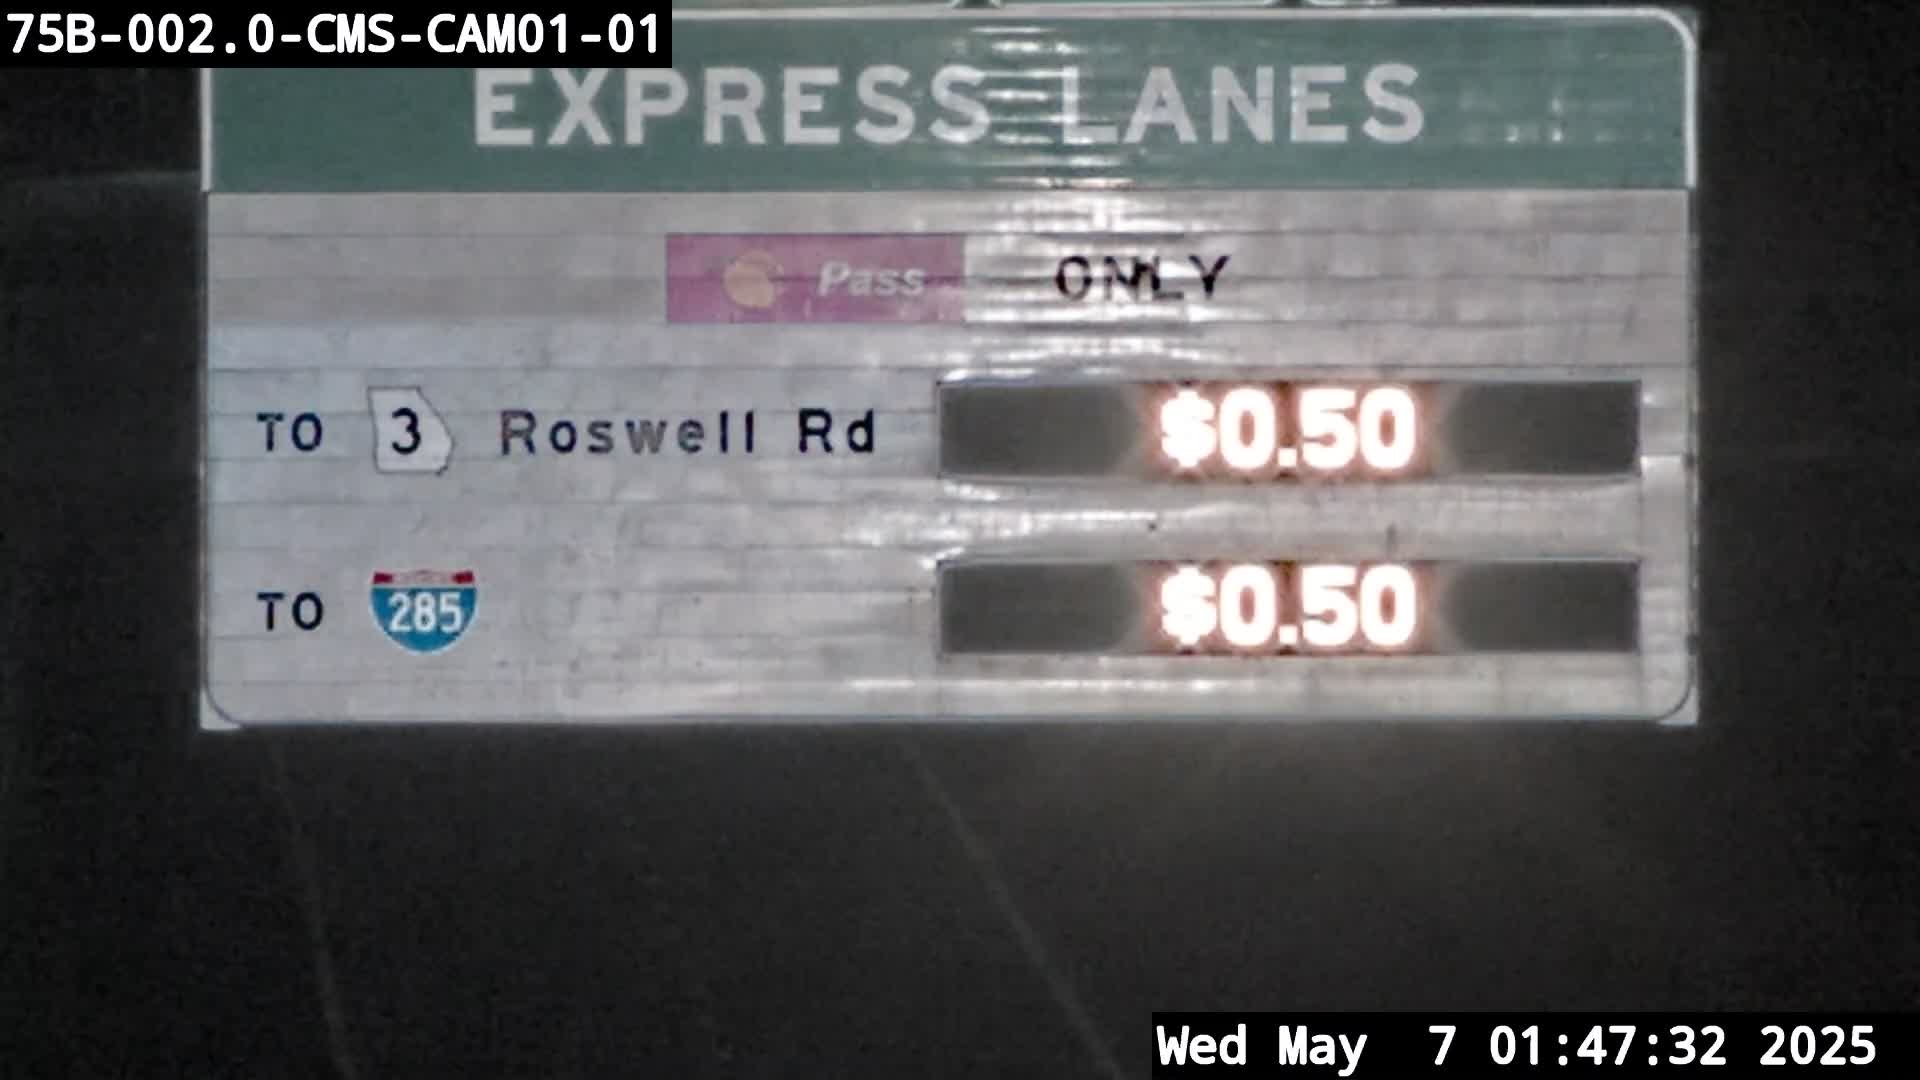 75B-002.0-CMS-CAM01-01
EXPRESS LANES
Pass ONLY
TO 3 Roswell Rd $0.50
TO 285 $0.50
Wed May 7 01:47:32 2025